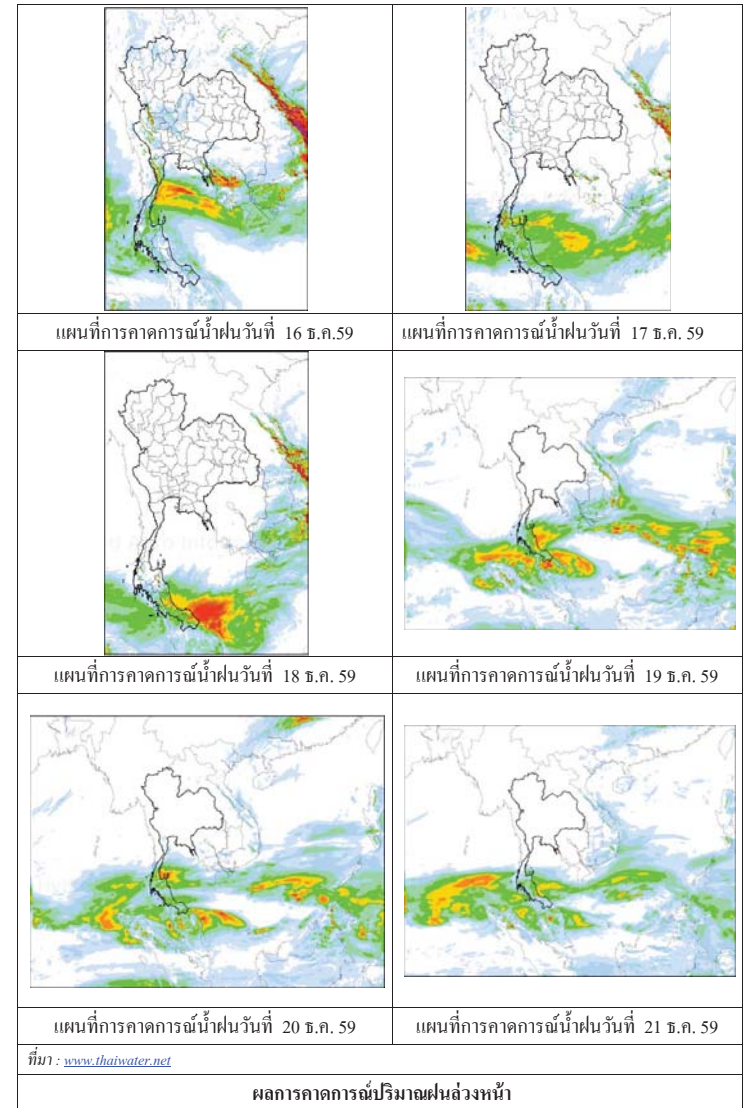 แผนที่การคาดการณ์น้ำฝนวันที่ 16 ธ.ค.59
แผนที่การคาดการณ์น้ำฝนวันที่ 17 ธ.ค. 59
แผนที่การคาดการณ์น้ำฝนวันที่ 18 ธ.ค. 59
แผนที่การคาดการณ์น้ำฝนวันที่ 19 ธ.ค. 59
แผนที่การคาดการณ์น้ำฝนวันที่ 20 ธ.ค. 59
แผนที่การคาดการณ์น้ำฝนวันที่ 21 ธ.ค. 59
ที่มา : www.thaiwater.net
ผลการคาดการณ์ปริมาณฝนล่วงหน้า